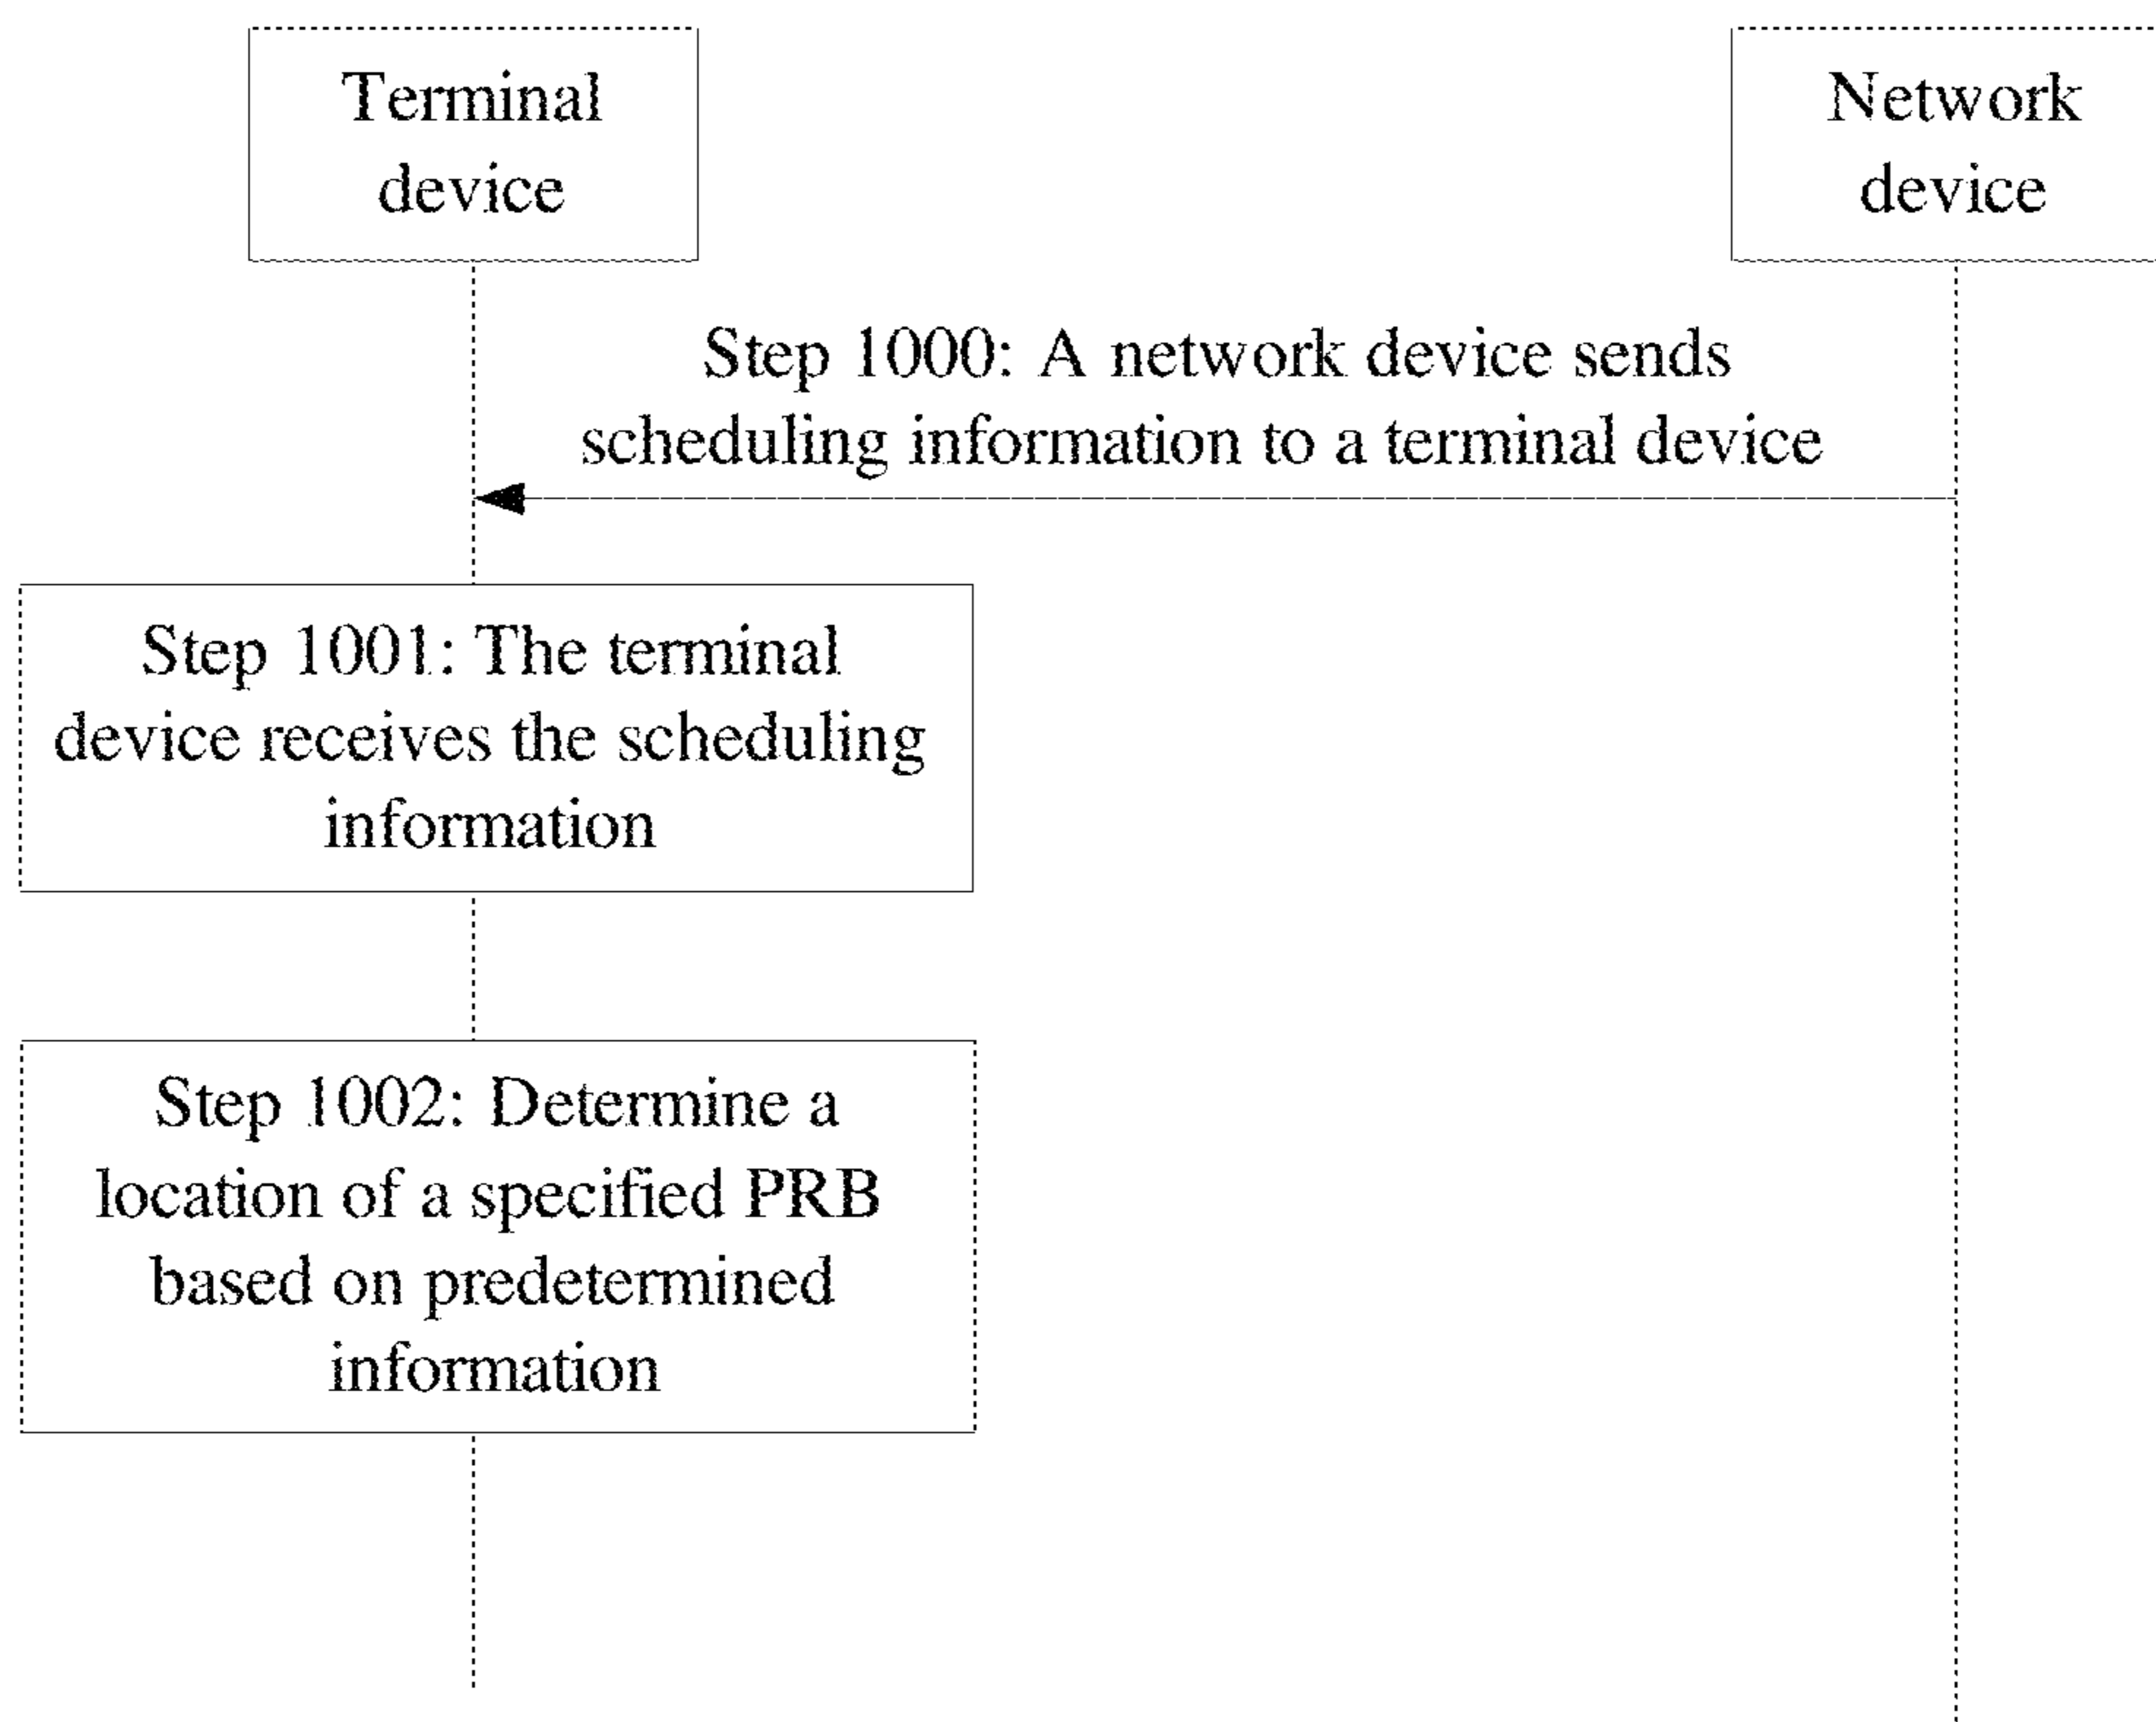 Terminal
device
Network
device
Step 1000: A network device sends
scheduling information to a terminal device
Step 1001: The terminal
device receives the scheduling
information
Step 1002: Determine a
location of a specified PRB
based on predetermined
information